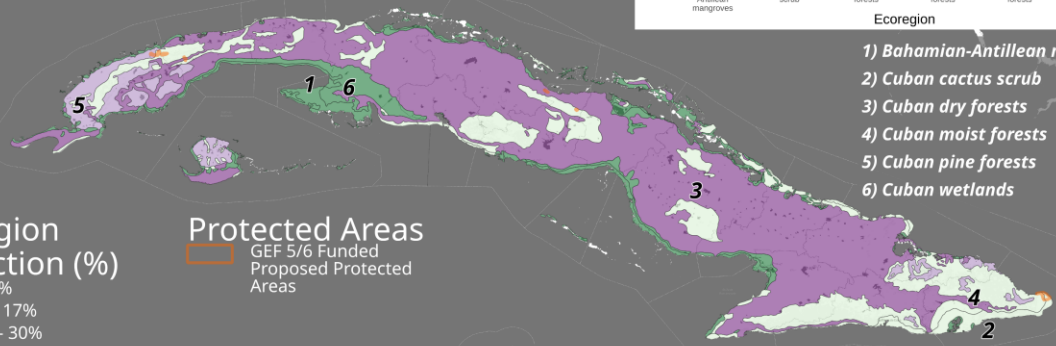 Antillean
mangroves
scrub
forests
forests
forests
Ecoregion
1) Bahamian-Antillean
2) Cuban cactus scrub
3) Cuban dry forests
4) Cuban moist forests
5) Cuban pine forests
6) Cuban wetlands
1
6
5
3
4
2
gion
ction (%)
%
17%
- 30%
Protected Areas
GEF 5/6 Funded
Proposed Protected
Areas